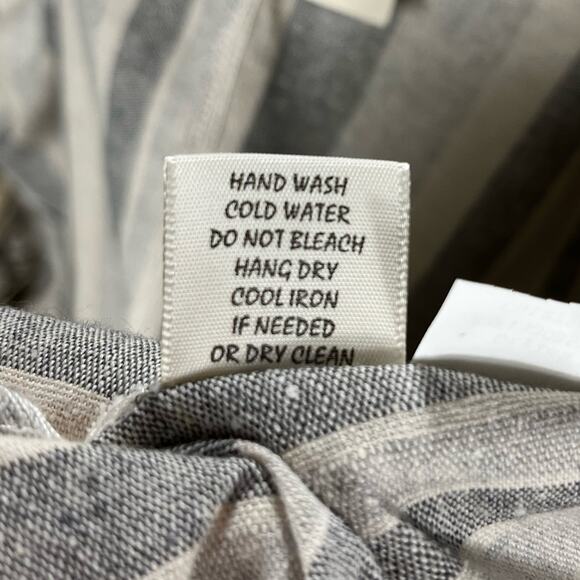 HAND WASH
COLD WATER
DO NOT BLEACH
HANG DRY
COOL IRON
IF NEEDED
OR DRY CLEAN